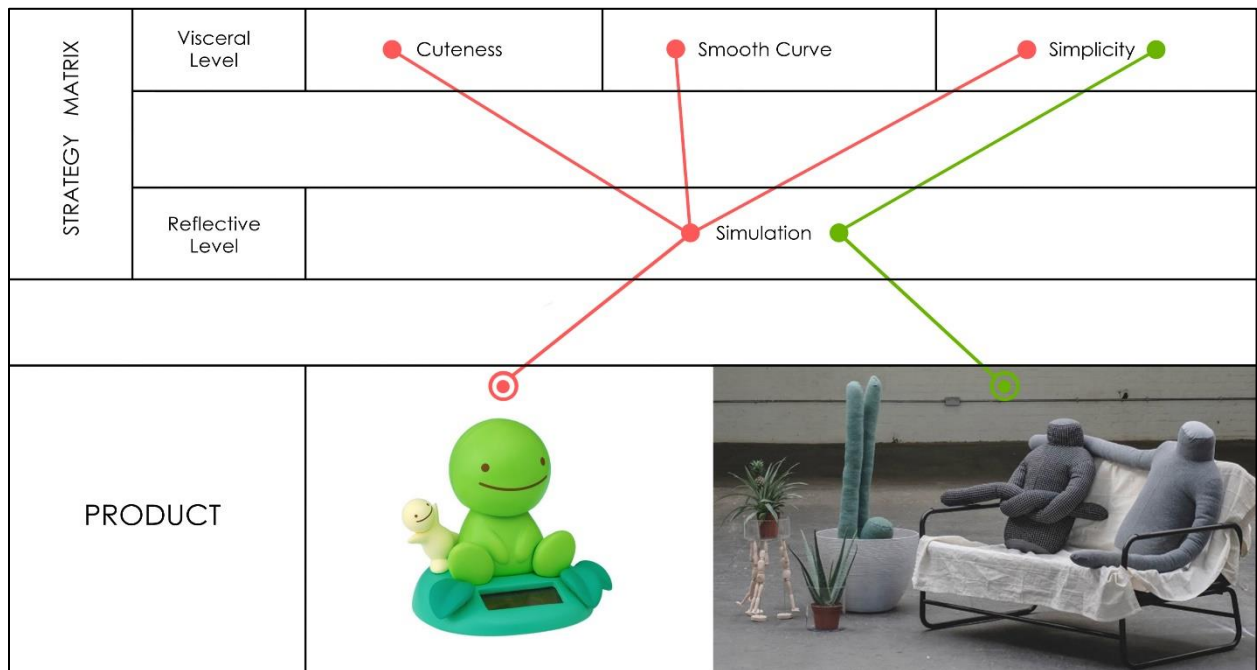 STRATEGY MATRIX
Visceral
Level
Cuteness
Smooth Curve
Simplicity
Reflective
Level
Simulation
PRODUCT